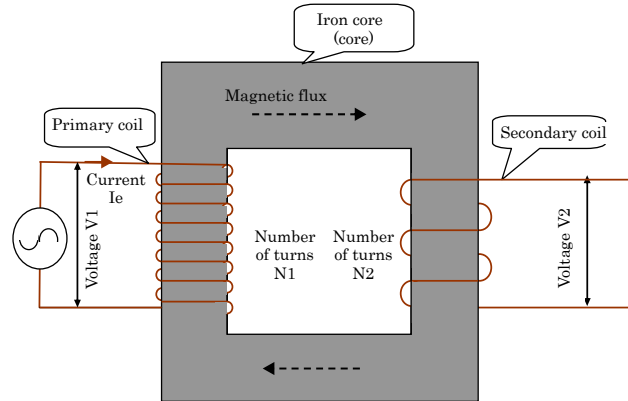 Iron core
(core)
Magnetic flux
Primary coil
Secondary coil
Current
Ie
Voltage V1
Number
of turns
N1
Number
of turns
N2
Voltage V2